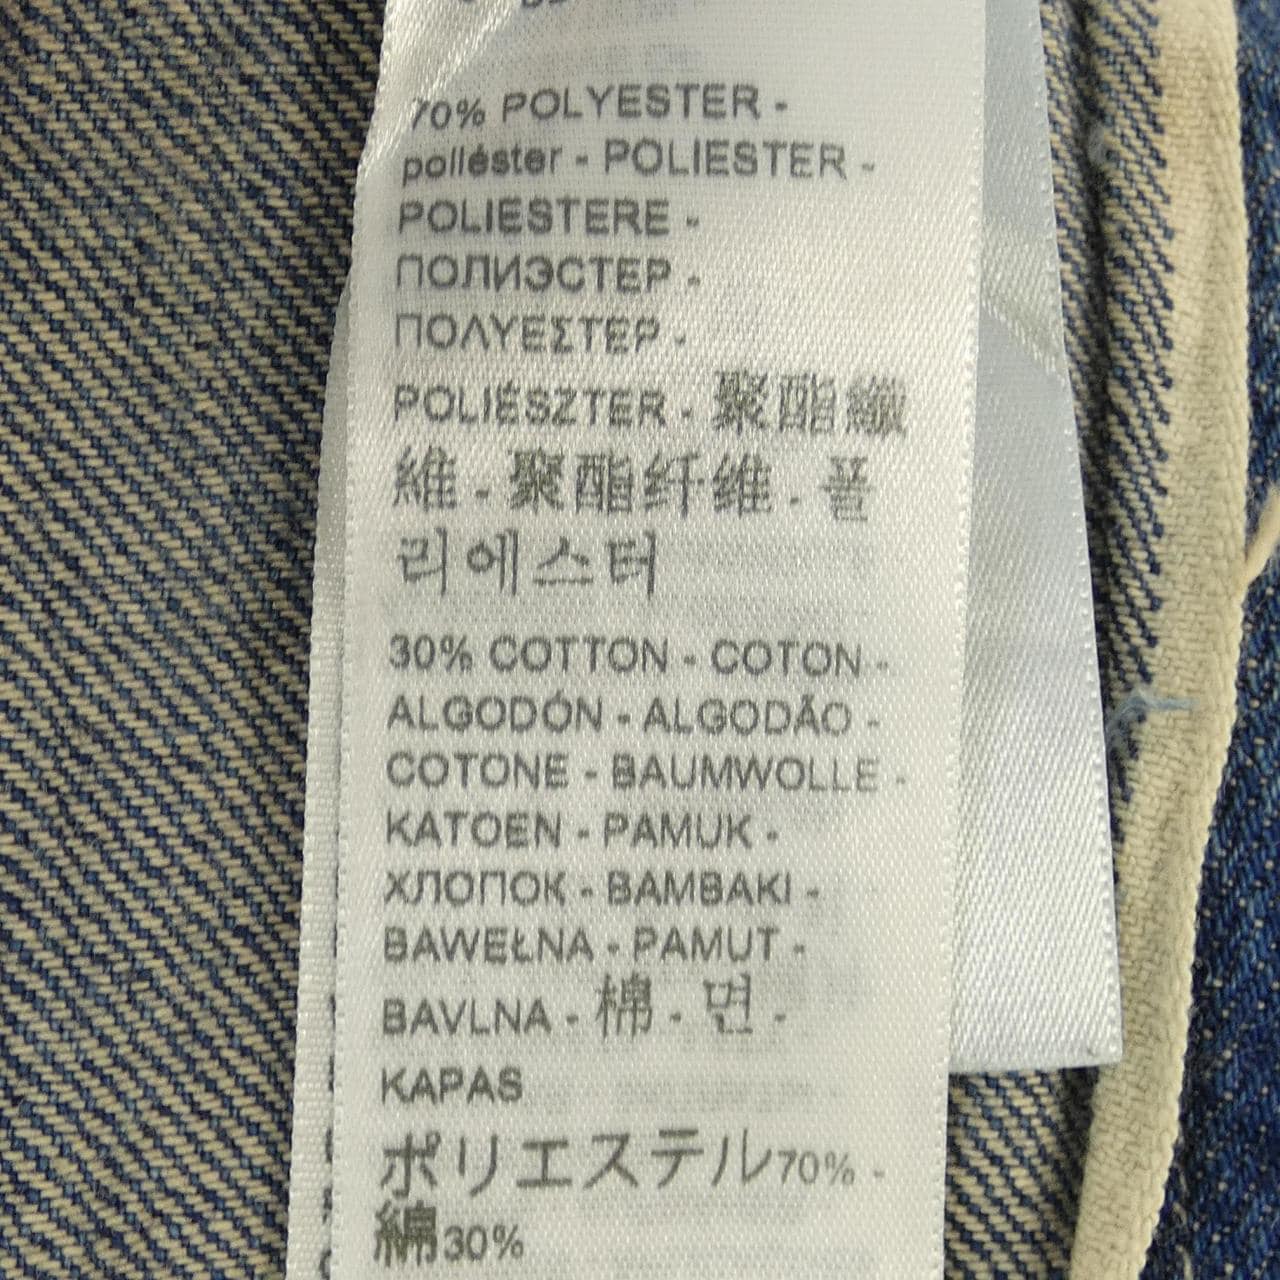 70% POLYESTER -
poliéster - POLIESTER -
POLIESTERE -
ПОЛИЭСТЕР -
ΠΟΛΥΕΣΤΕΡ -
POLIÉSZTER - 聚酯纖
維 - 聚酯纤维 - 폴
리에스터
30% COTTON - COTON -
ALGODÓN - ALGODÃO -
COTONE - BAUMWOLLE -
KATOEN - PAMUK -
ХЛОПОК - BAMBAKI -
BAWEŁNA - PAMUT -
BAVLNA - 棉 - 면 -
KAPAS
ポリエステル70% -
綿30%